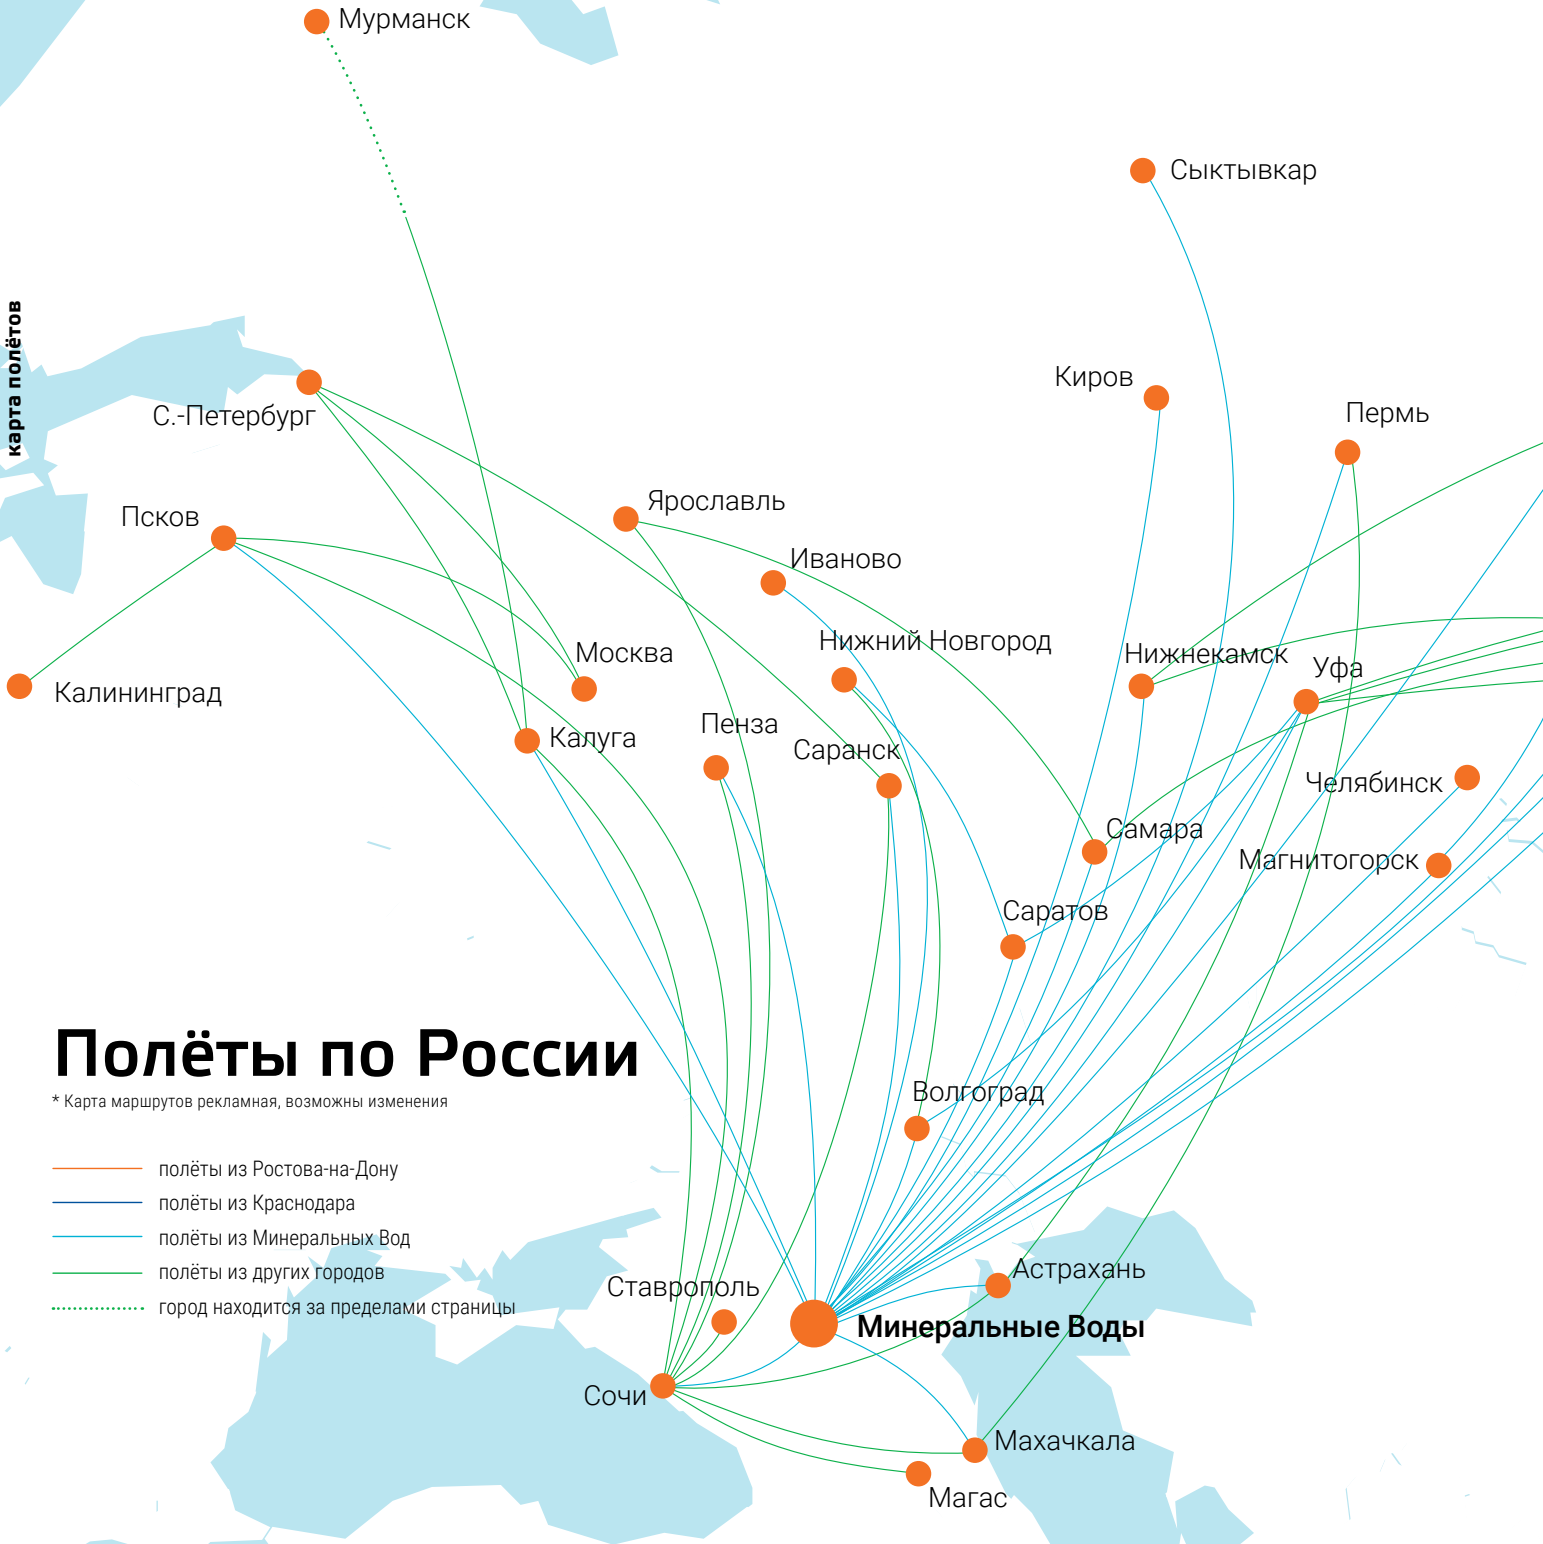 Мурманск
Сыктывкар
карта полётов
Киров
Пермь
С.-Петербург
Ярославль
Псков
Иваново
Нижний Новгород
Москва
Нижнекамск
Уфа
Калининград
Пенза
Калуга
Саранск
Челябинск
Самара
Магнитогорск
Саратов
Полёты по России
* Карта маршрутов рекламная, возможны изменения
Волгоград
полёты из Ростова-на-Дону
полёты из Краснодара
полёты из Минеральных Вод
полёты из других городов
город находится за пределами страницы
Астрахань
Ставрополь
Минеральные Воды
Сочи
Махачкала
Магас